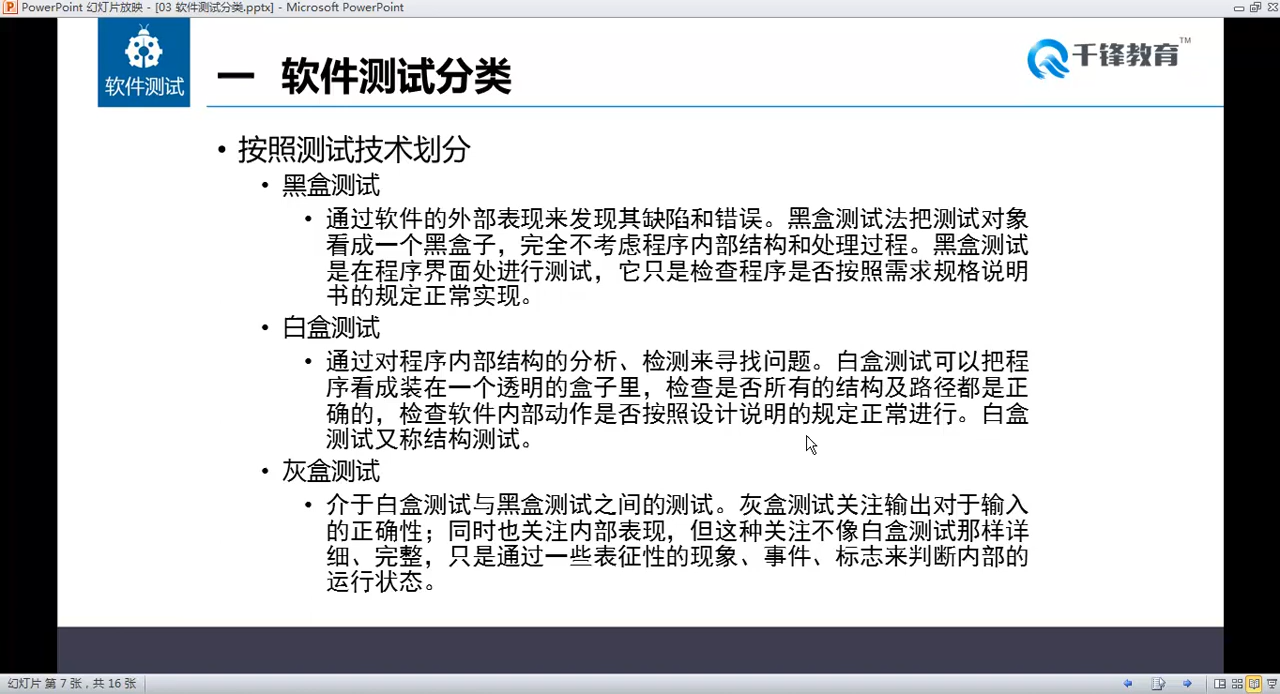 PowerPoint 幻灯片放映 - [03 软件测试分类.pptx] - Microsoft PowerPoint
软件测试
一 软件测试分类
千锋教育™
• 按照测试技术划分
• 黑盒测试
• 通过软件的外部表现来发现其缺陷和错误。黑盒测试法把测试对象
看成一个黑盒子，完全不考虑程序内部结构和处理过程。黑盒测试
是在程序界面处进行测试，它只是检查程序是否按照需求规格说明
书的规定正常实现。
• 白盒测试
• 通过对程序内部结构的分析、检测来寻找问题。白盒测试可以把程
序看成装在一个透明的盒子里，检查是否所有的结构及路径都是正
确的，检查软件内部动作是否按照设计说明的规定正常进行。白盒
测试又称结构测试。
• 灰盒测试
• 介于白盒测试与黑盒测试之间的测试。灰盒测试关注输出对于输入
的正确性；同时也关注内部表现，但这种关注不像白盒测试那样详
细、完整，只是通过一些表征性的现象、事件、标志来判断内部的
运行状态。
幻灯片 第 7 张，共 16 张